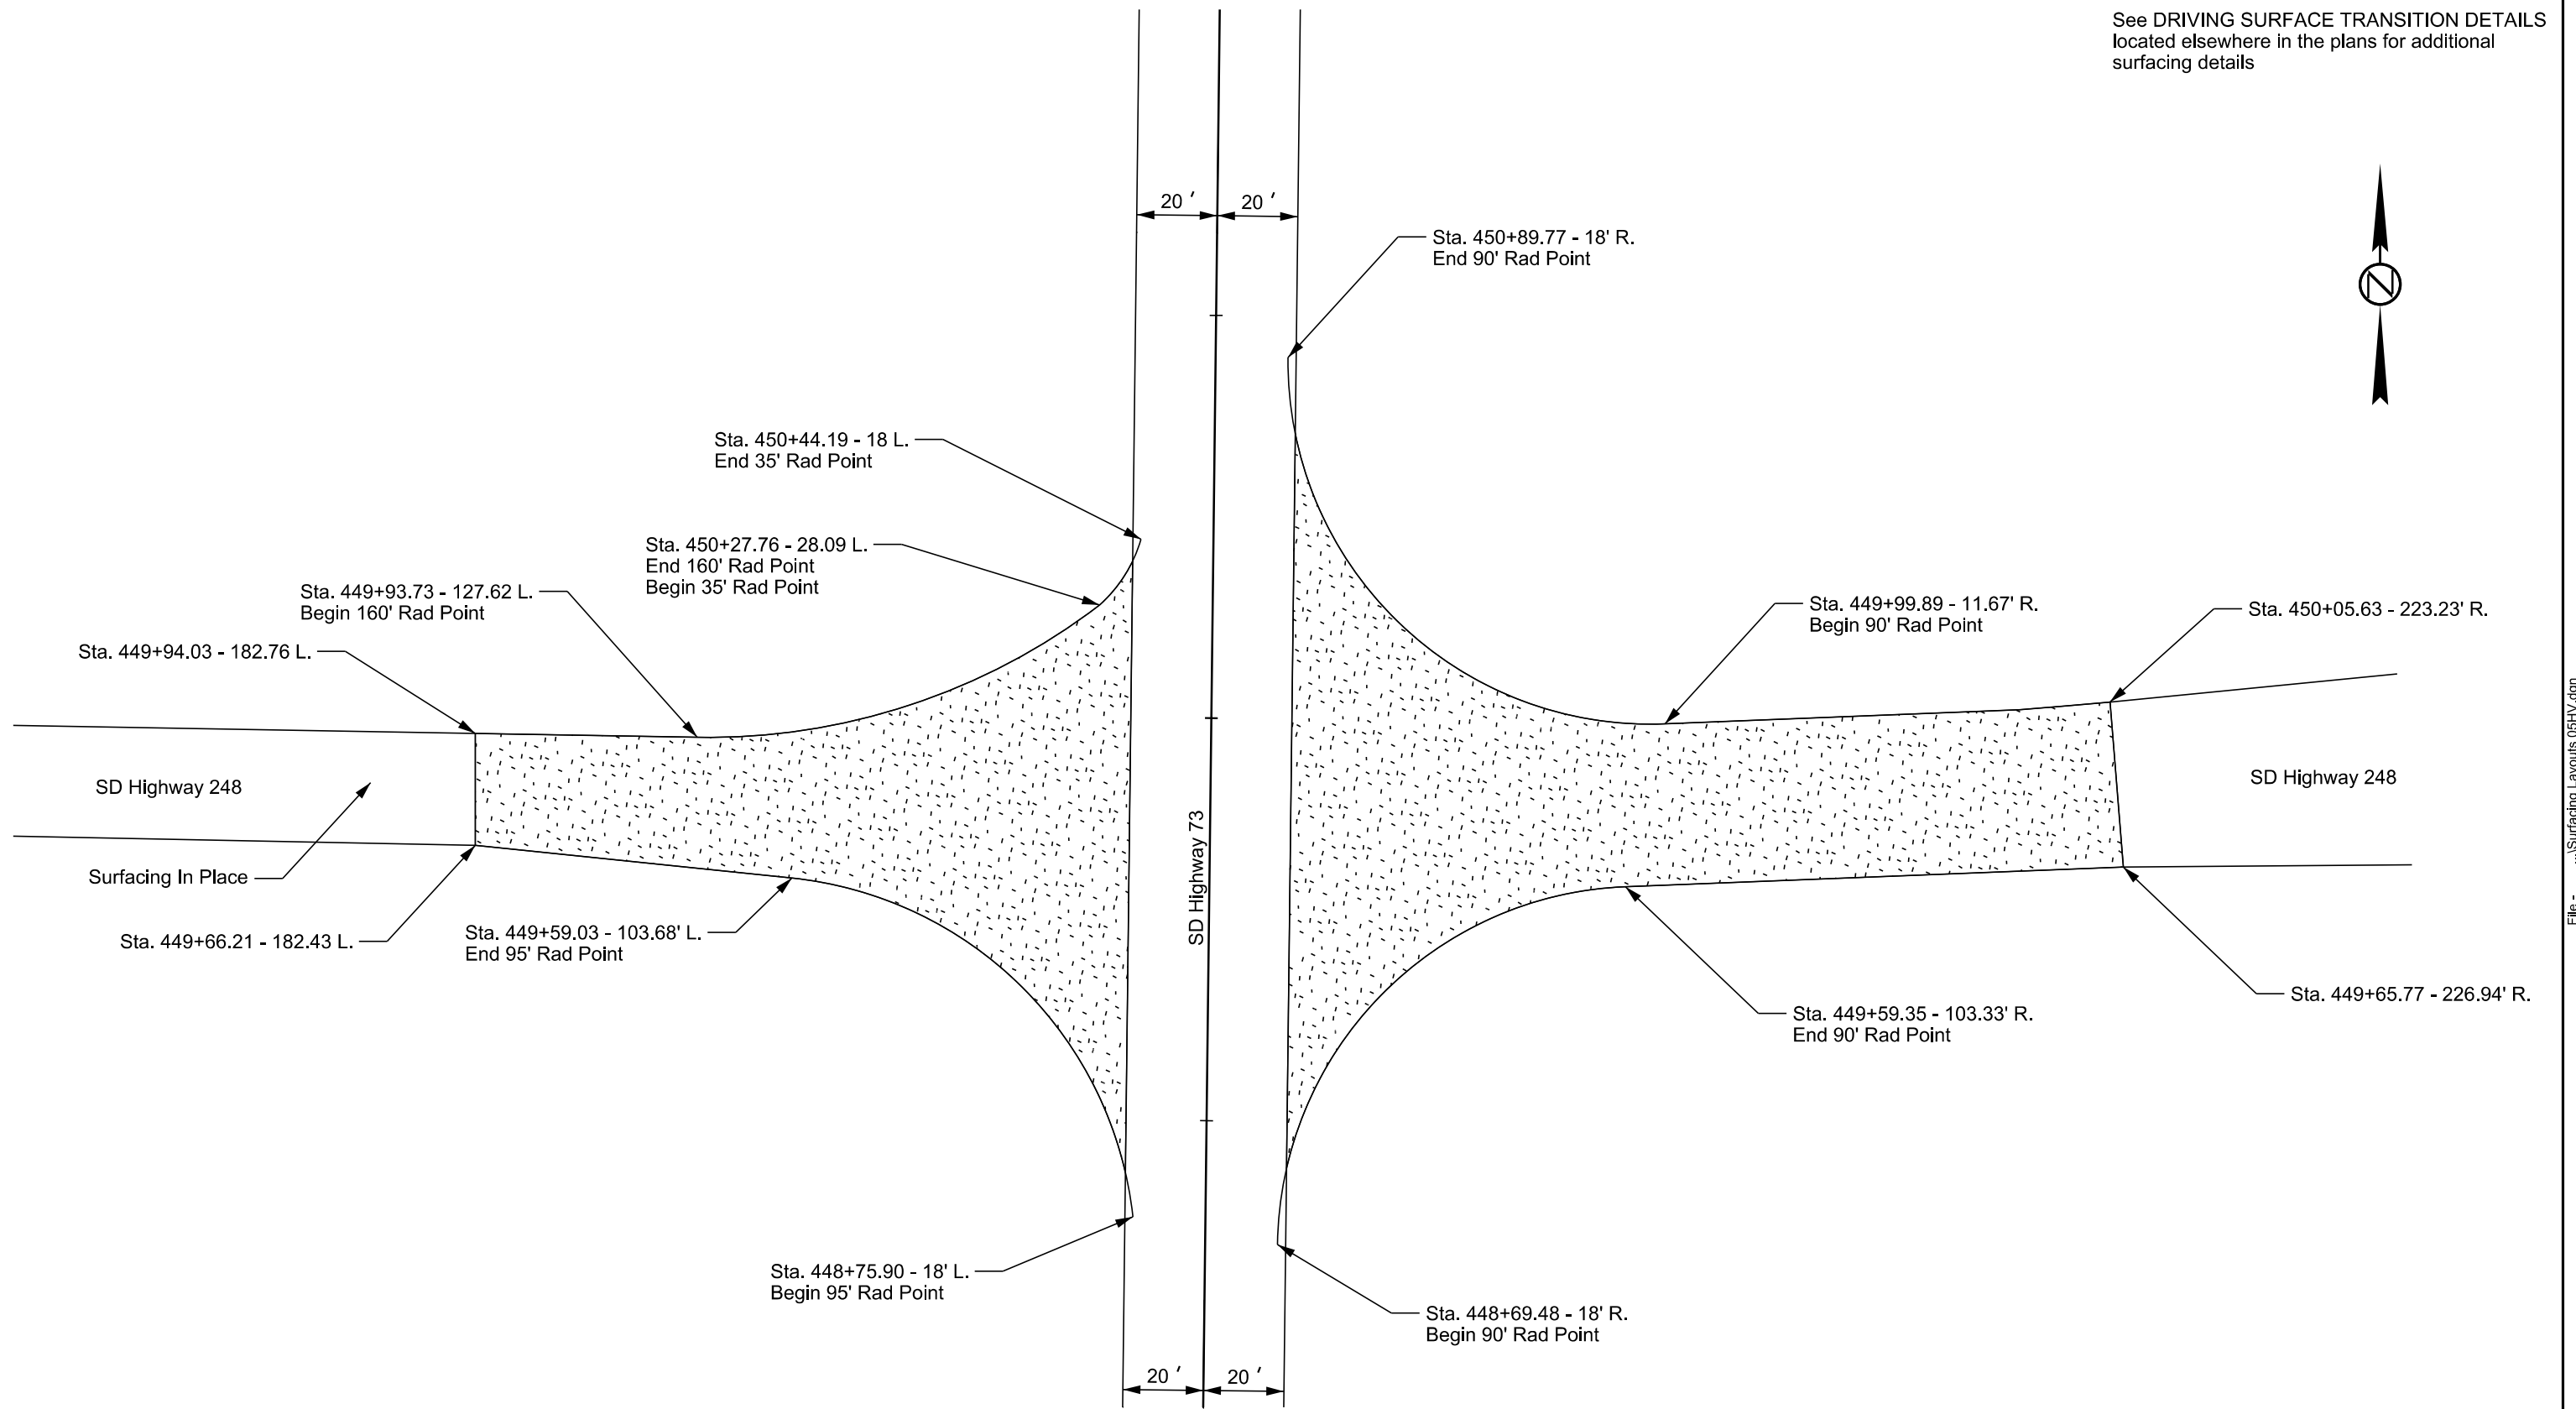 See DRIVING SURFACE TRANSITION DETAILS
located elsewhere in the plans for additional
surfacing details
20 '
20 '
Sta. 450+89.77 - 18' R.
End 90' Rad Point
N
Sta. 450+44.19 - 18 L.
End 35' Rad Point
Sta. 450+27.76 - 28.09 L.
End 160' Rad Point
Begin 35' Rad Point
Sta. 449+93.73 - 127.62 L.
Begin 160' Rad Point
Sta. 449+94.03 - 182.76 L.
Sta. 449+99.89 - 11.67' R.
Begin 90' Rad Point
Sta. 450+05.63 - 223.23' R.
SD Highway 248
SD Highway 73
SD Highway 248
Surfacing In Place
Sta. 449+66.21 - 182.43 L.
Sta. 449+59.03 - 103.68' L.
End 95' Rad Point
Sta. 449+59.35 - 103.33' R.
End 90' Rad Point
Sta. 449+65.77 - 226.94' R.
Sta. 448+75.90 - 18' L.
Begin 95' Rad Point
Sta. 448+69.48 - 18' R.
Begin 90' Rad Point
20 '
20 '
File - ...\Surfacing Layouts 05HV.dgn